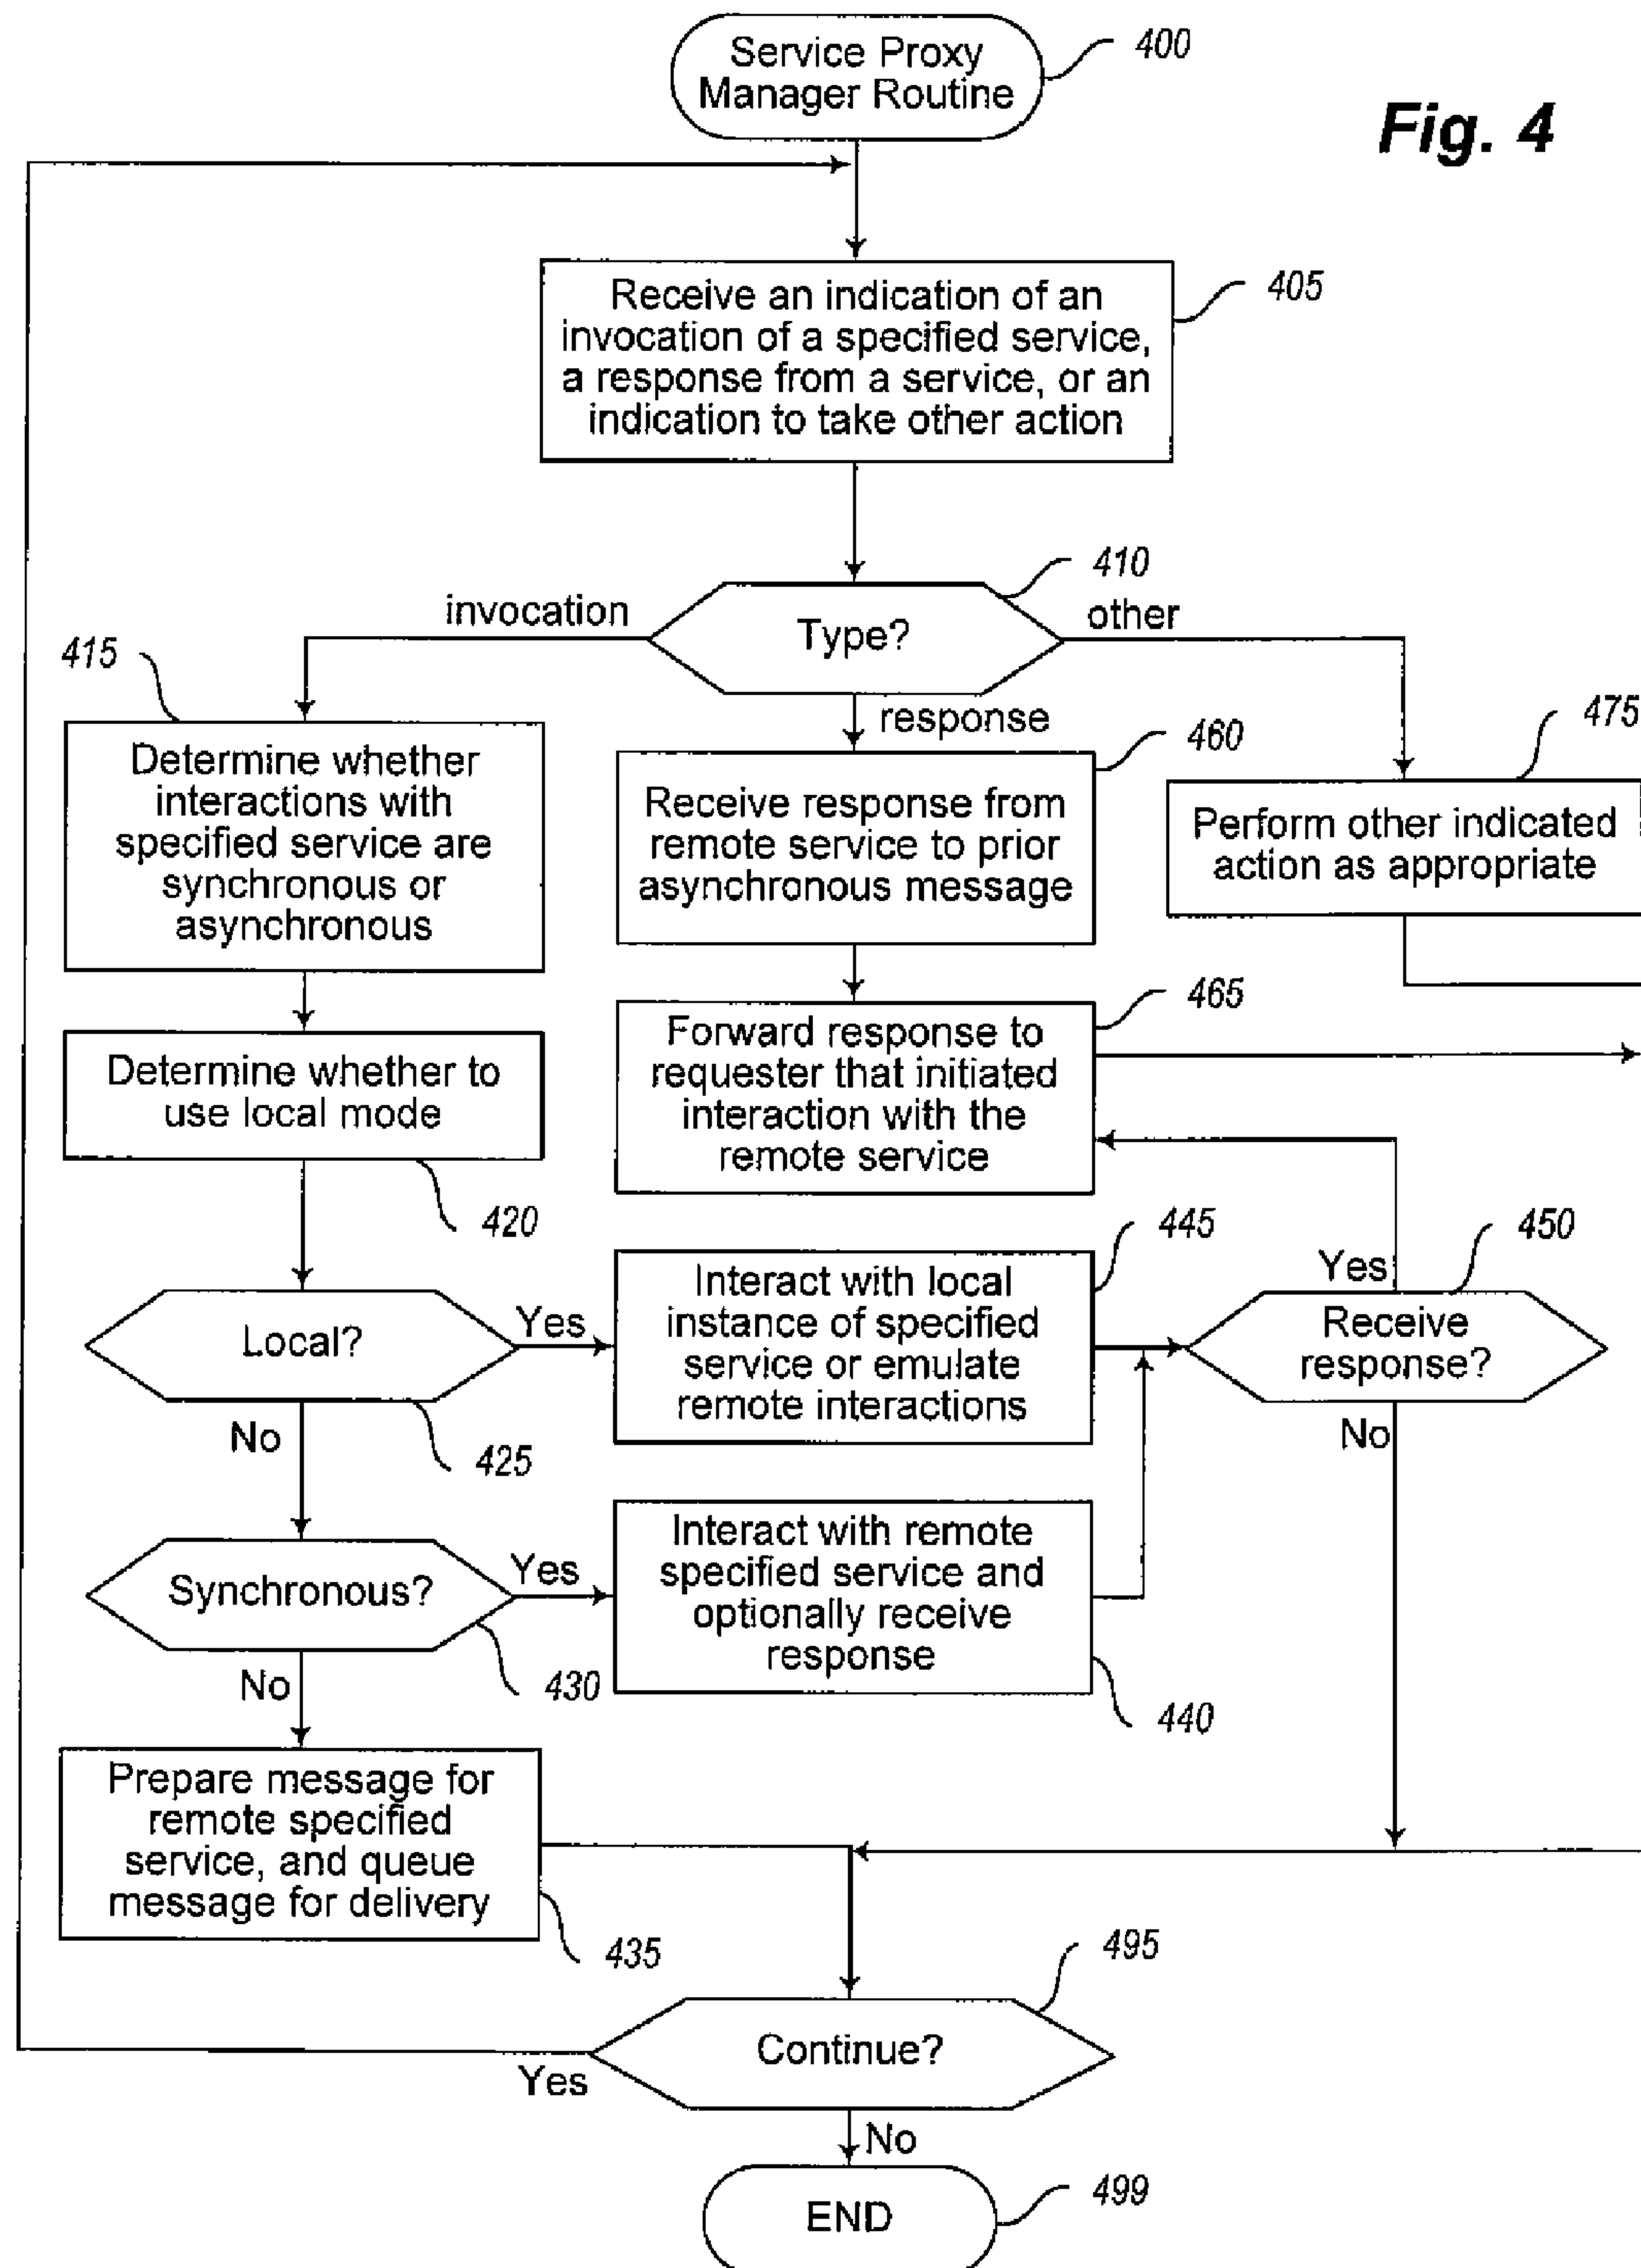 Service Proxy
Manager Routine
400
Fig. 4
Receive an indication of an
invocation of a specified service,
a response from a service, or an
indication to take other action
405
410
invocation
Type?
other
response
415
Determine whether
interactions with
specified service are
synchronous or
asynchronous
460
Receive response from
remote service to prior
asynchronous message
475
Perform other indicated
action as appropriate
465
Forward response to
requester that initiated
interaction with the
remote service
Determine whether to
use local mode
420
445
450
Local?
Yes
Interact with local
instance of specified
service or emulate
remote interactions
Yes
Receive
response?
No
No
425
Synchronous?
Yes
Interact with remote
specified service and
optionally receive
response
No
430
440
Prepare message for
remote specified
service, and queue
message for delivery
435
495
Continue?
Yes
No
END
499